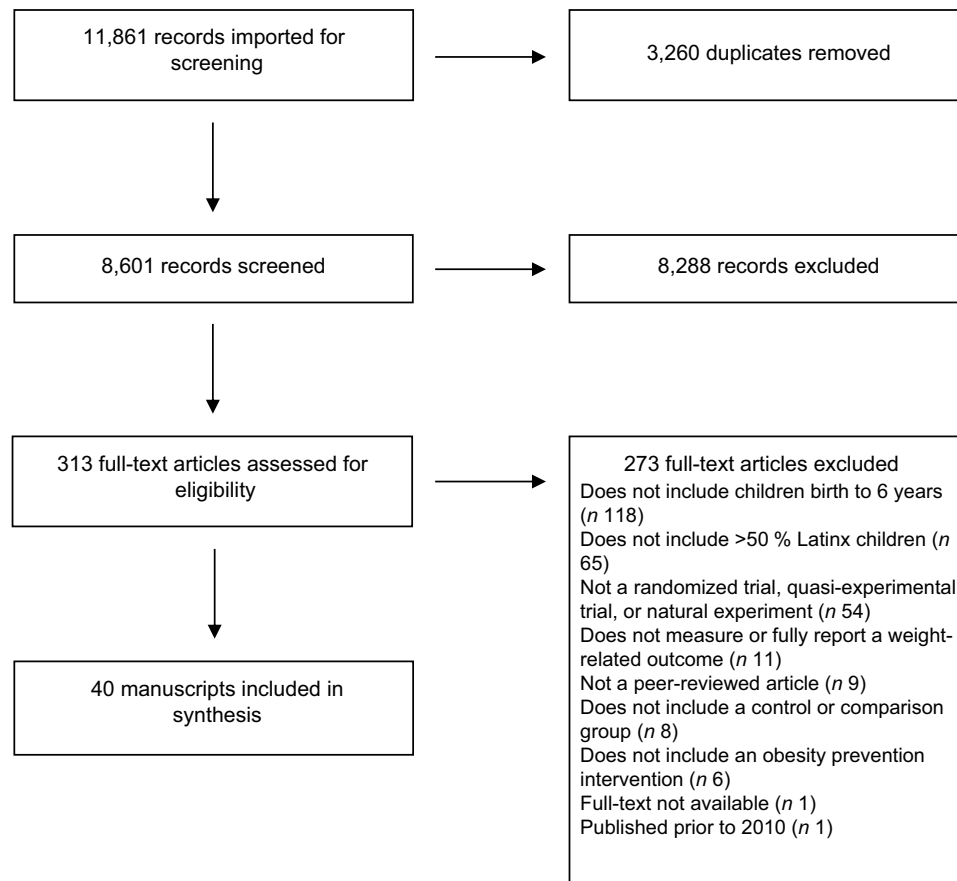 11,861 records imported for
screening
3,260 duplicates removed
8,601 records screened
8,288 records excluded
313 full-text articles assessed for
eligibility
273 full-text articles excluded
Does not include children birth to 6 years
(n 118)
Does not include >50 % Latinx children (n
65)
Not a randomized trial, quasi-experimental
trial, or natural experiment (n 54)
Does not measure or fully report a weight-
related outcome (n 11)
Not a peer-reviewed article (n 9)
Does not include a control or comparison
group (n 8)
Does not include an obesity prevention
intervention (n 6)
Full-text not available (n 1)
Published prior to 2010 (n 1)
40 manuscripts included in
synthesis